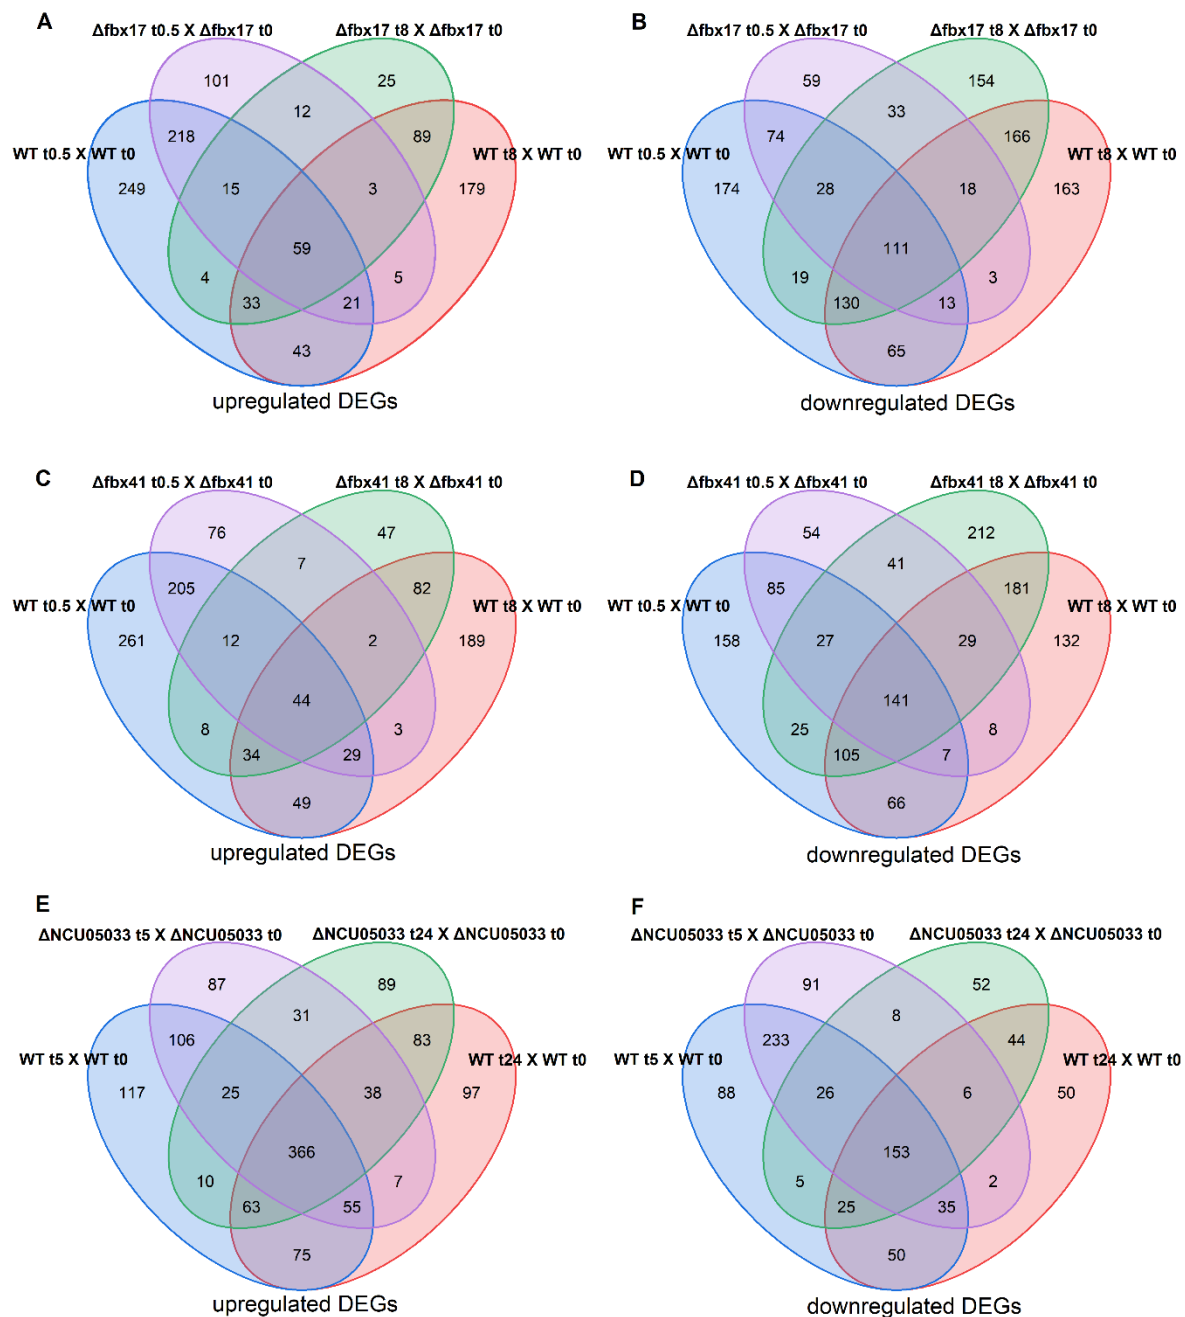 A
B
Δfbx17 t0.5 X Δfbx17 t0
Δfbx17 t8 X Δfbx17 t0
Δfbx17 t0.5 X Δfbx17 t0
Δfbx17 t8 X Δfbx17 t0
101
12
25
59
33
154
218
89
74
166
WT t0.5 X WT t0
WT t8 X WT t0
WT t0.5 X WT t0
WT t8 X WT t0
249
15
3
179
174
28
18
163
59
111
4
5
19
3
33
21
130
13
43
65
upregulated DEGs
downregulated DEGs
C
D
Δfbx41 t0.5 X Δfbx41 t0
Δfbx41 t8 X Δfbx41 t0
Δfbx41 t0.5 X Δfbx41 t0
Δfbx41 t8 X Δfbx41 t0
76
7
47
54
41
212
205
82
85
181
WT t0.5 X WT t0
WT t8 X WT t0
WT t0.5 X WT t0
WT t8 X WT t0
261
12
2
189
158
27
29
132
44
141
8
3
25
8
34
29
105
7
49
66
upregulated DEGs
downregulated DEGs
E
F
ΔNCU05033 t5 X ΔNCU05033 t0
ΔNCU05033 t24 X ΔNCU05033 t0
ΔNCU05033 t5 X ΔNCU05033 t0
ΔNCU05033 t24 X ΔNCU05033 t0
87
31
89
91
8
52
106
83
233
44
WT t5 X WT t0
WT t24 X WT t0
WT t5 X WT t0
WT t24 X WT t0
117
25
38
97
88
26
6
50
366
153
10
7
5
2
63
55
25
35
75
50
upregulated DEGs
downregulated DEGs